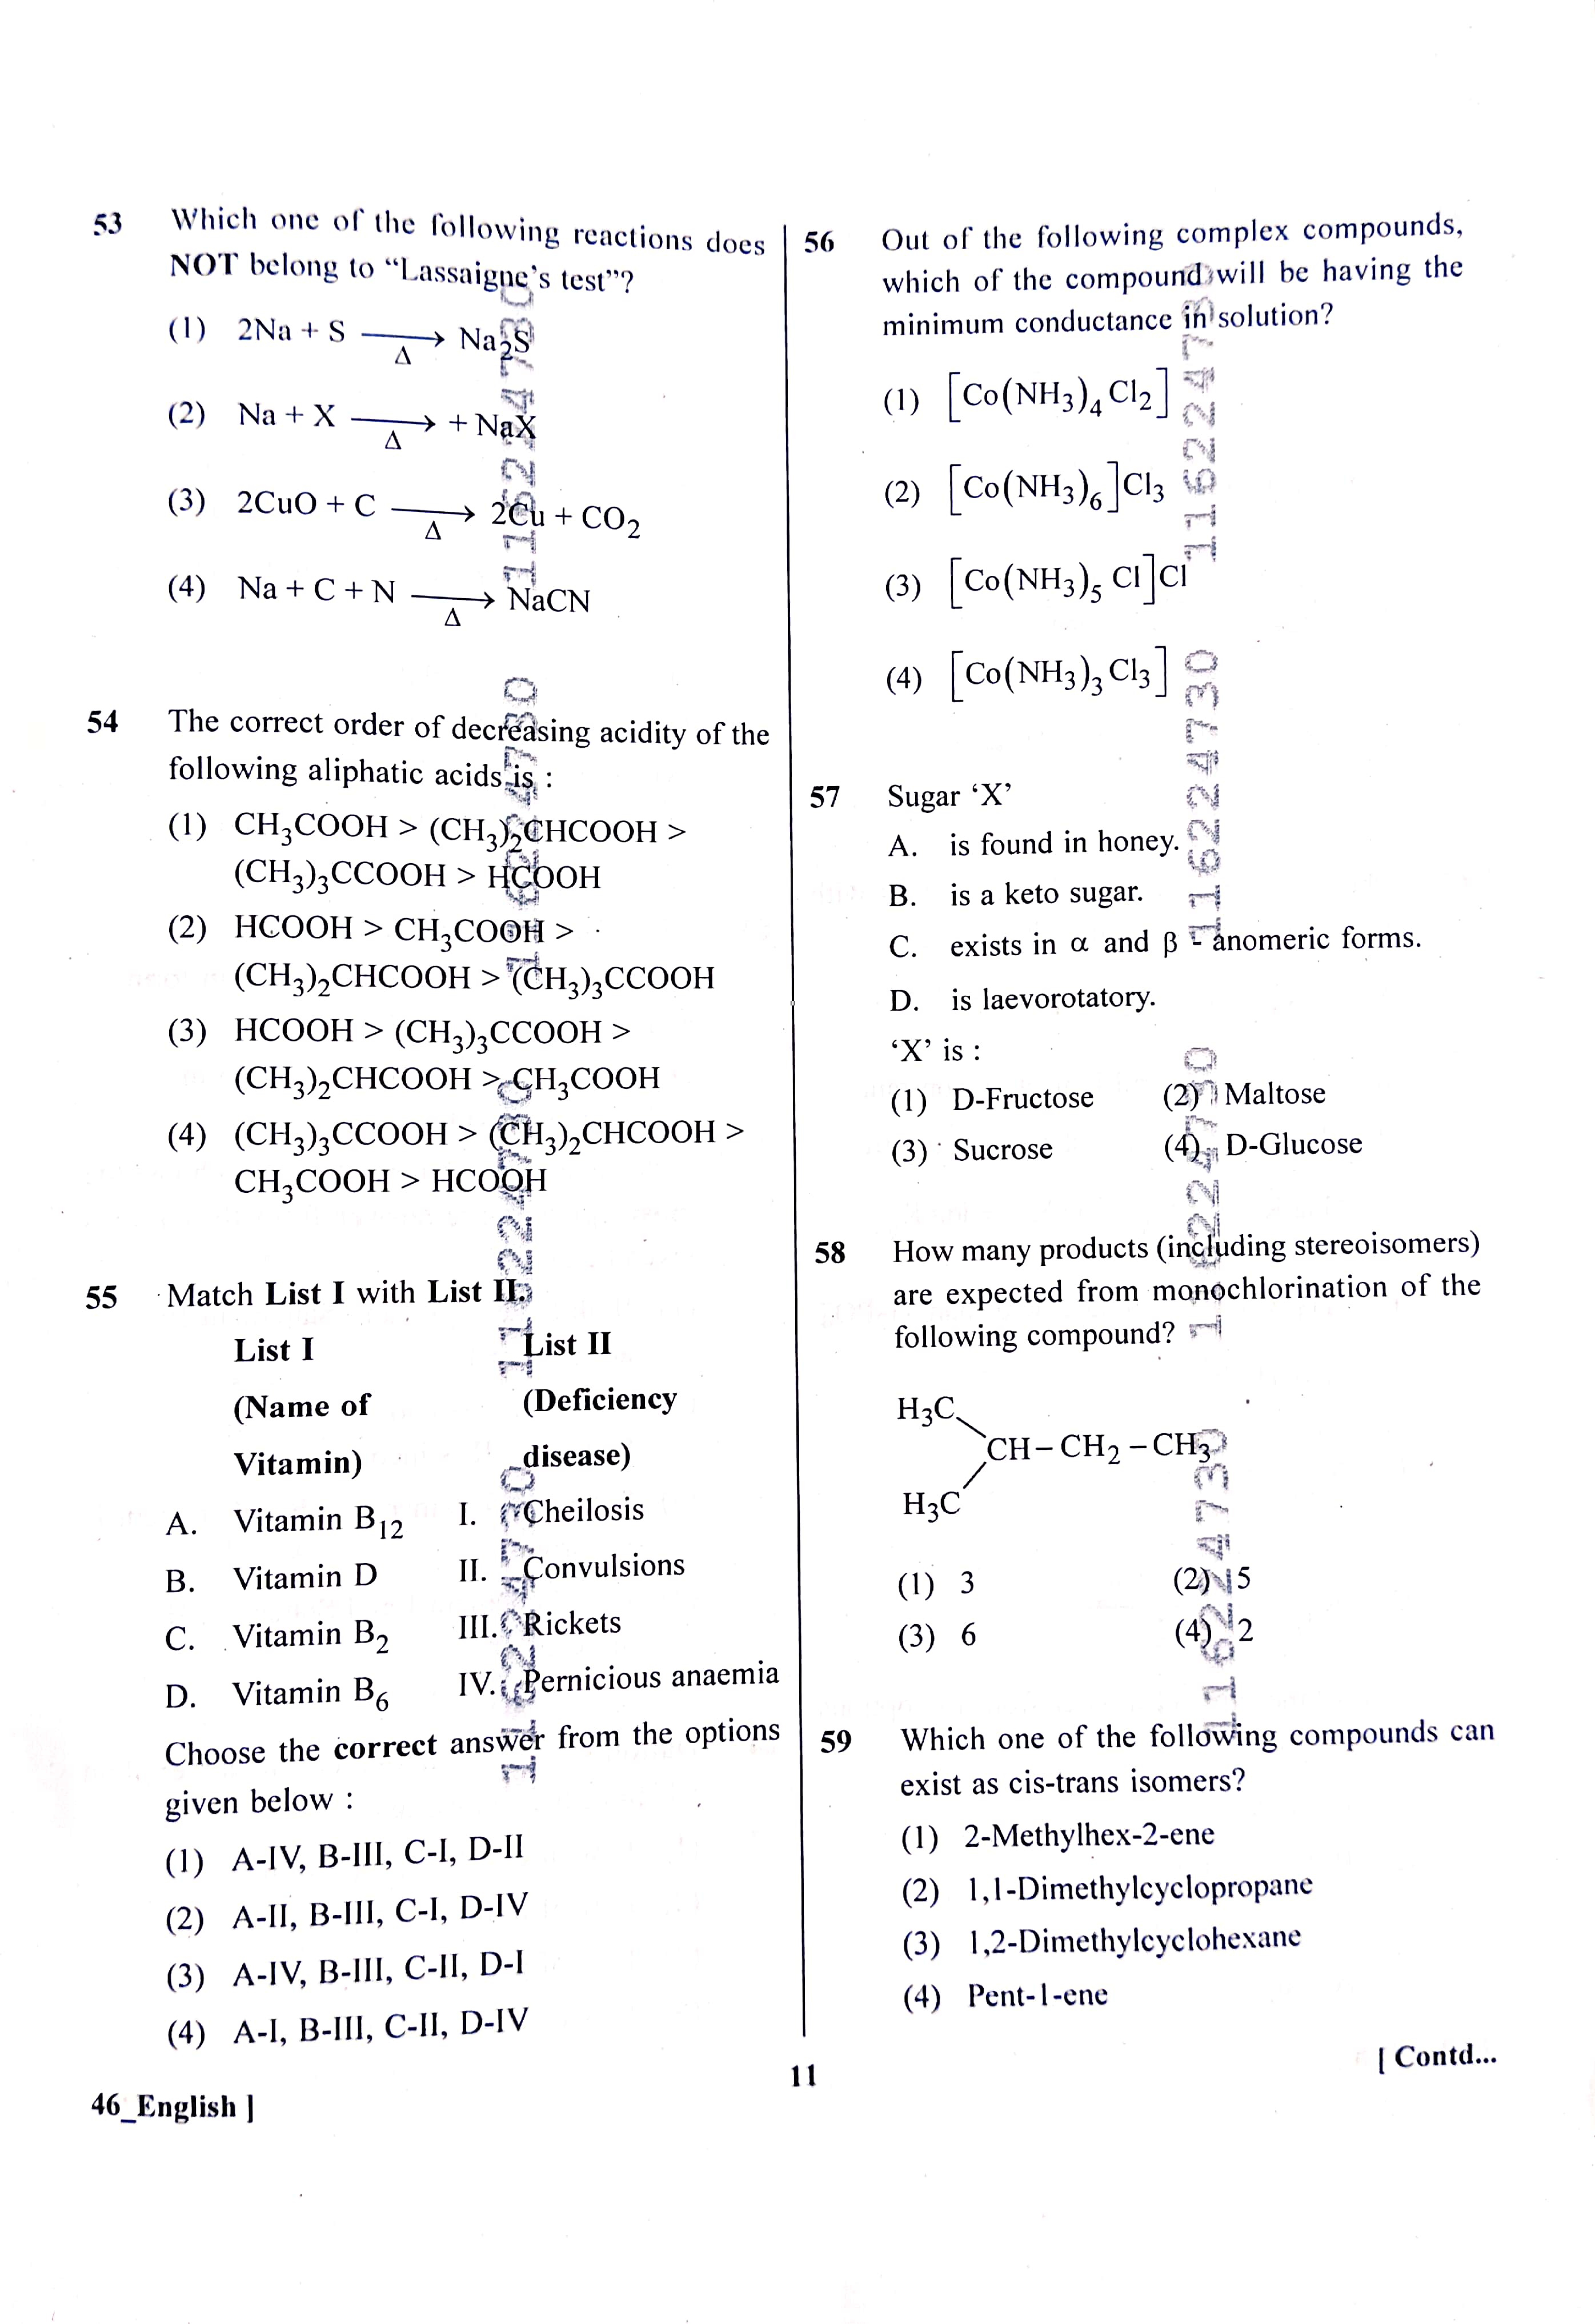 53 Which one of the following reactions does
NOT belong to “Lassaigne’s test”?
(1) 2Na + S ⟶ Na₂S
Δ
(2) Na + X ⟶ + NaX
Δ
(3) 2CuO + C ⟶ 2Cu + CO₂
Δ
(4) Na + C + N ⟶ NaCN
Δ
54 The correct order of decreasing acidity of the
following aliphatic acids is :
(1) CH₃COOH > (CH₃)₂CHCOOH >
(CH₃)₃CCOOH > HCOOH
(2) HCOOH > CH₃COOH >
(CH₃)₂CHCOOH > (CH₃)₃CCOOH
(3) HCOOH > (CH₃)₃CCOOH >
(CH₃)₂CHCOOH > CH₃COOH
(4) (CH₃)₃CCOOH > (CH₃)₂CHCOOH >
CH₃COOH > HCOOH
55 Match List I with List II.
List I List II
(Name of (Deficiency
Vitamin) disease)
A. Vitamin B₁₂ I. Cheilosis
B. Vitamin D II. Convulsions
C. Vitamin B₂ III. Rickets
D. Vitamin B₆ IV. Pernicious anaemia
Choose the correct answer from the options
given below :
(1) A-IV, B-III, C-I, D-II
(2) A-II, B-III, C-I, D-IV
(3) A-IV, B-III, C-II, D-I
(4) A-I, B-III, C-II, D-IV
56 Out of the following complex compounds,
which of the compound will be having the
minimum conductance in solution?
(1) [Co(NH₃)₄Cl₂]
(2) [Co(NH₃)₆]Cl₃
(3) [Co(NH₃)₅Cl]Cl
(4) [Co(NH₃)₃Cl₃]
57 Sugar ‘X’
A. is found in honey.
B. is a keto sugar.
C. exists in α and β - anomeric forms.
D. is laevorotatory.
‘X’ is :
(1) D-Fructose (2) Maltose
(3) Sucrose (4) D-Glucose
58 How many products (including stereoisomers)
are expected from monochlorination of the
following compound?
H₃C
CH – CH₂ – CH₃
H₃C
(1) 3 (2) 5
(3) 6 (4) 2
59 Which one of the following compounds can
exist as cis-trans isomers?
(1) 2-Methylhex-2-ene
(2) 1,1-Dimethylcyclopropane
(3) 1,2-Dimethylcyclohexane
(4) Pent-1-ene
[ Contd...
11
46_English ]
116224730
116224730
116224730
116224730
116224730
116224730
116224730
116224730